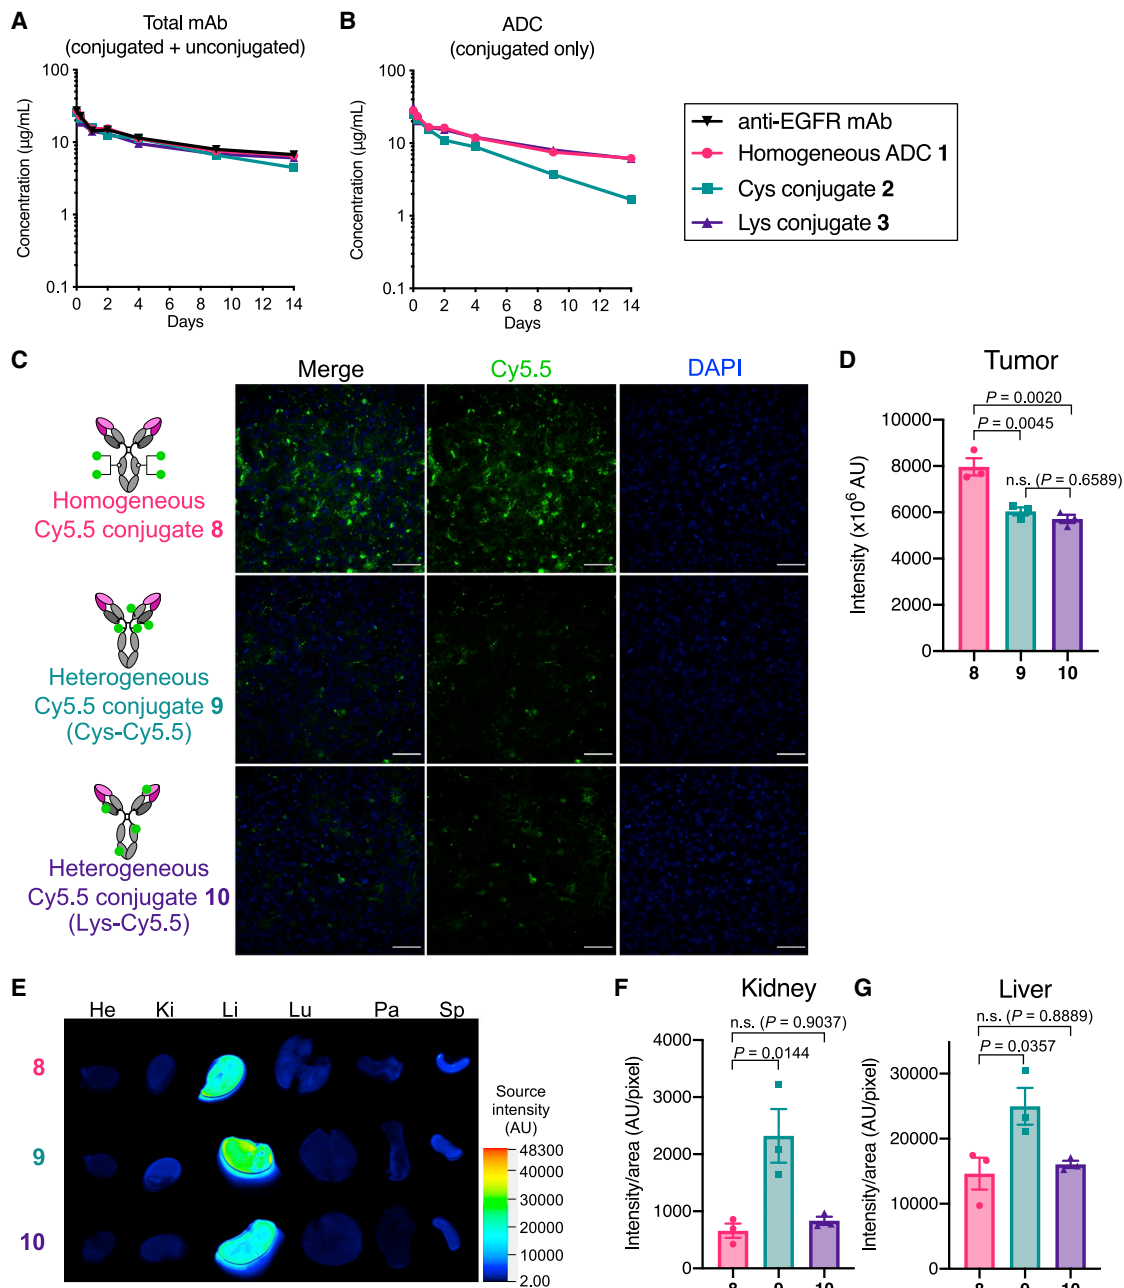 A
Total mAb
(conjugated + unconjugated)
Concentration (µg/mL)
100
10
1
0.1
0 2 4 6 8 10 12 14
Days
B
ADC
(conjugated only)
Concentration (µg/mL)
100
10
1
0.1
0 2 4 6 8 10 12 14
Days
anti-EGFR mAb
Homogeneous ADC 1
Cys conjugate 2
Lys conjugate 3
C
Merge
Cy5.5
DAPI
Homogeneous
Cy5.5 conjugate 8
Heterogeneous
Cy5.5 conjugate 9
(Cys-Cy5.5)
Heterogeneous
Cy5.5 conjugate 10
(Lys-Cy5.5)
D
Tumor
P = 0.0020
P = 0.0045
n.s. (P = 0.6589)
Intensity (x10⁶ AU)
10000
8000
6000
4000
2000
0
8 9 10
E
He Ki Li Lu Pa Sp
8
9
10
Source
intensity
(AU)
48300
40000
30000
20000
10000
2.00
F
Kidney
n.s. (P = 0.9037)
P = 0.0144
Intensity/area (AU/pixel)
4000
3000
2000
1000
0
8 9 10
G
Liver
n.s. (P = 0.8889)
P = 0.0357
Intensity/area (AU/pixel)
30000
20000
10000
0
8 9 10